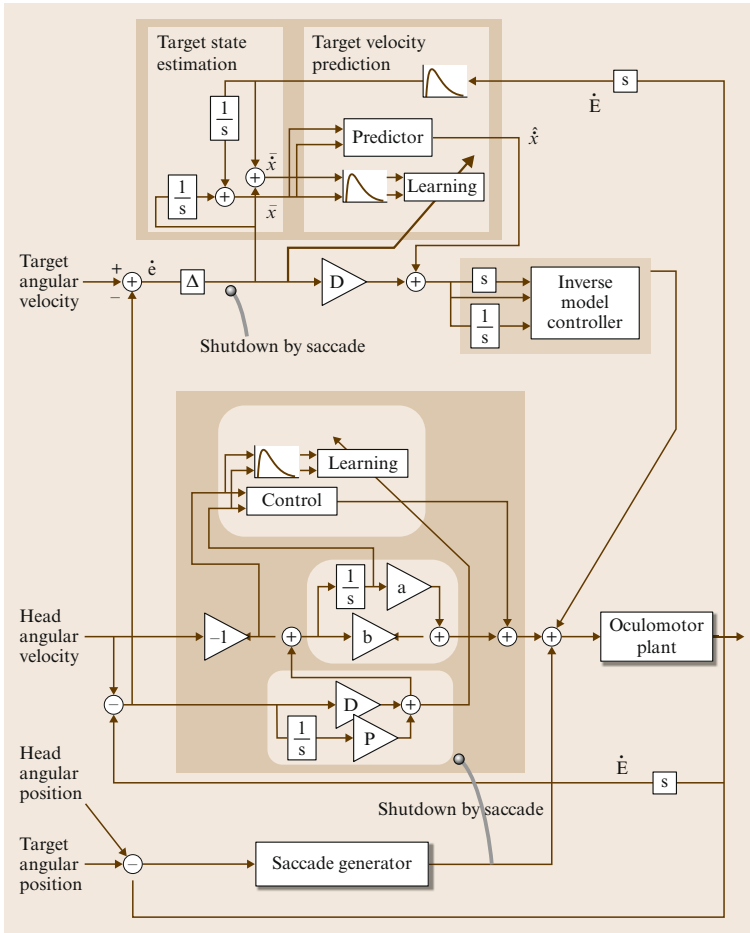 Target state
estimation
Target velocity
prediction
s
Ė
1
s
Predictor
x̂̇
x̄̇
1
s
Learning
x̄
Target
angular
velocity
+
−
+
ė
Δ
D
+
s
1
s
Inverse
model
controller
Shutdown by saccade
Learning
Control
1
s
a
Head
angular
velocity
−1
+
b
+
+
+
Oculomotor
plant
−
D
+
1
s
P
Head
angular
position
Ė
s
Shutdown by saccade
Target
angular
position
−
Saccade generator
+
+